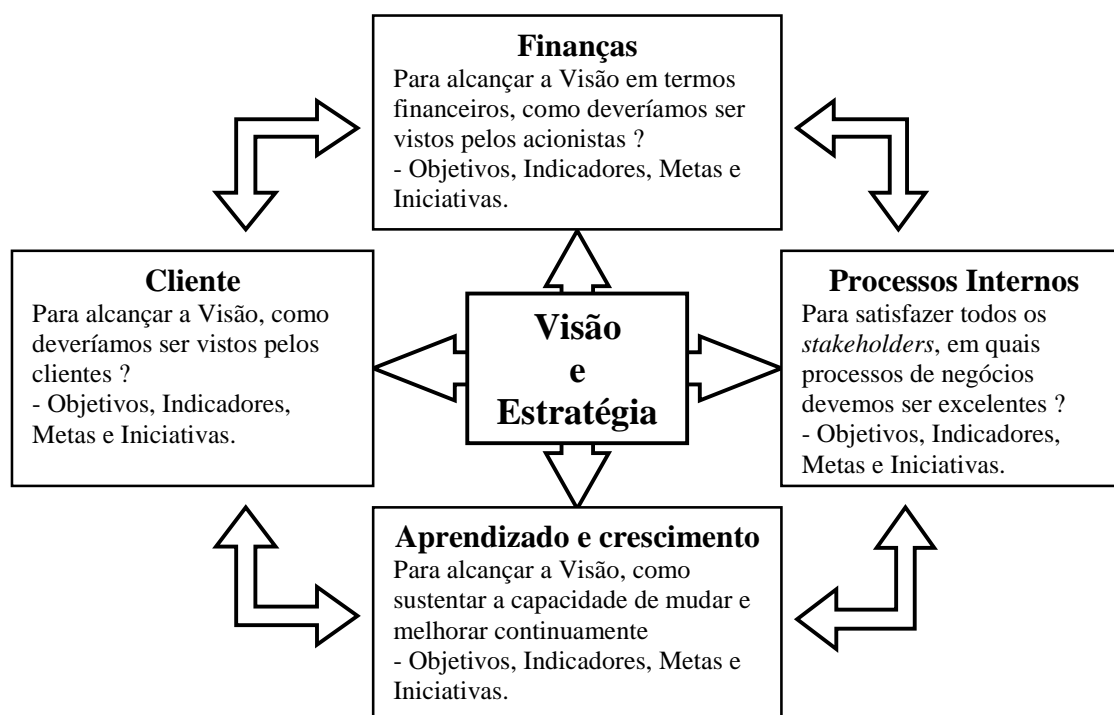 Finanças
Para alcançar a Visão em termos
financeiros, como deveríamos ser
vistos pelos acionistas ?
- Objetivos, Indicadores, Metas e
Iniciativas.
Cliente
Para alcançar a Visão, como
deveríamos ser vistos pelos
clientes ?
- Objetivos, Indicadores,
Metas e Iniciativas.
Visão
e
Estratégia
Processos Internos
Para satisfazer todos os
stakeholders, em quais
processos de negócios
devemos ser excelentes ?
- Objetivos, Indicadores,
Metas e Iniciativas.
Aprendizado e crescimento
Para alcançar a Visão, como
sustentar a capacidade de mudar e
melhorar continuamente
- Objetivos, Indicadores, Metas e
Iniciativas.